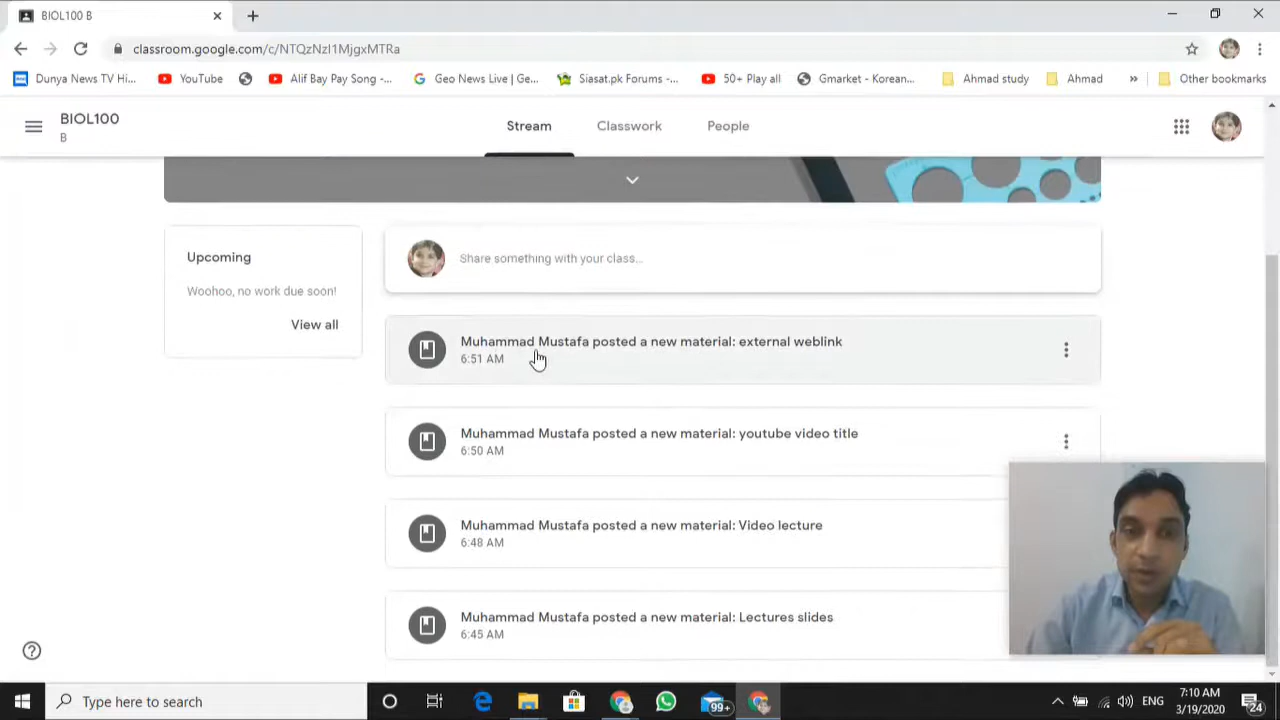 BIOL100 B
classroom.google.com/c/NTQzNzI1MjgxMTRa
Dunya News TV Hi...
YouTube
Alif Bay Pay Song -...
Geo News Live | Ge...
Siasat.pk Forums -...
50+ Play all
Gmarket - Korean...
Ahmad study
Ahmad
»
Other bookmarks
BIOL100
B
Stream
Classwork
People
Upcoming
Woohoo, no work due soon!
View all
Share something with your class...
Muhammad Mustafa posted a new material: external weblink
6:51 AM
Muhammad Mustafa posted a new material: youtube video title
6:50 AM
Muhammad Mustafa posted a new material: Video lecture
6:48 AM
Muhammad Mustafa posted a new material: Lectures slides
6:45 AM
Type here to search
99+
ENG
7:10 AM
3/19/2020
24